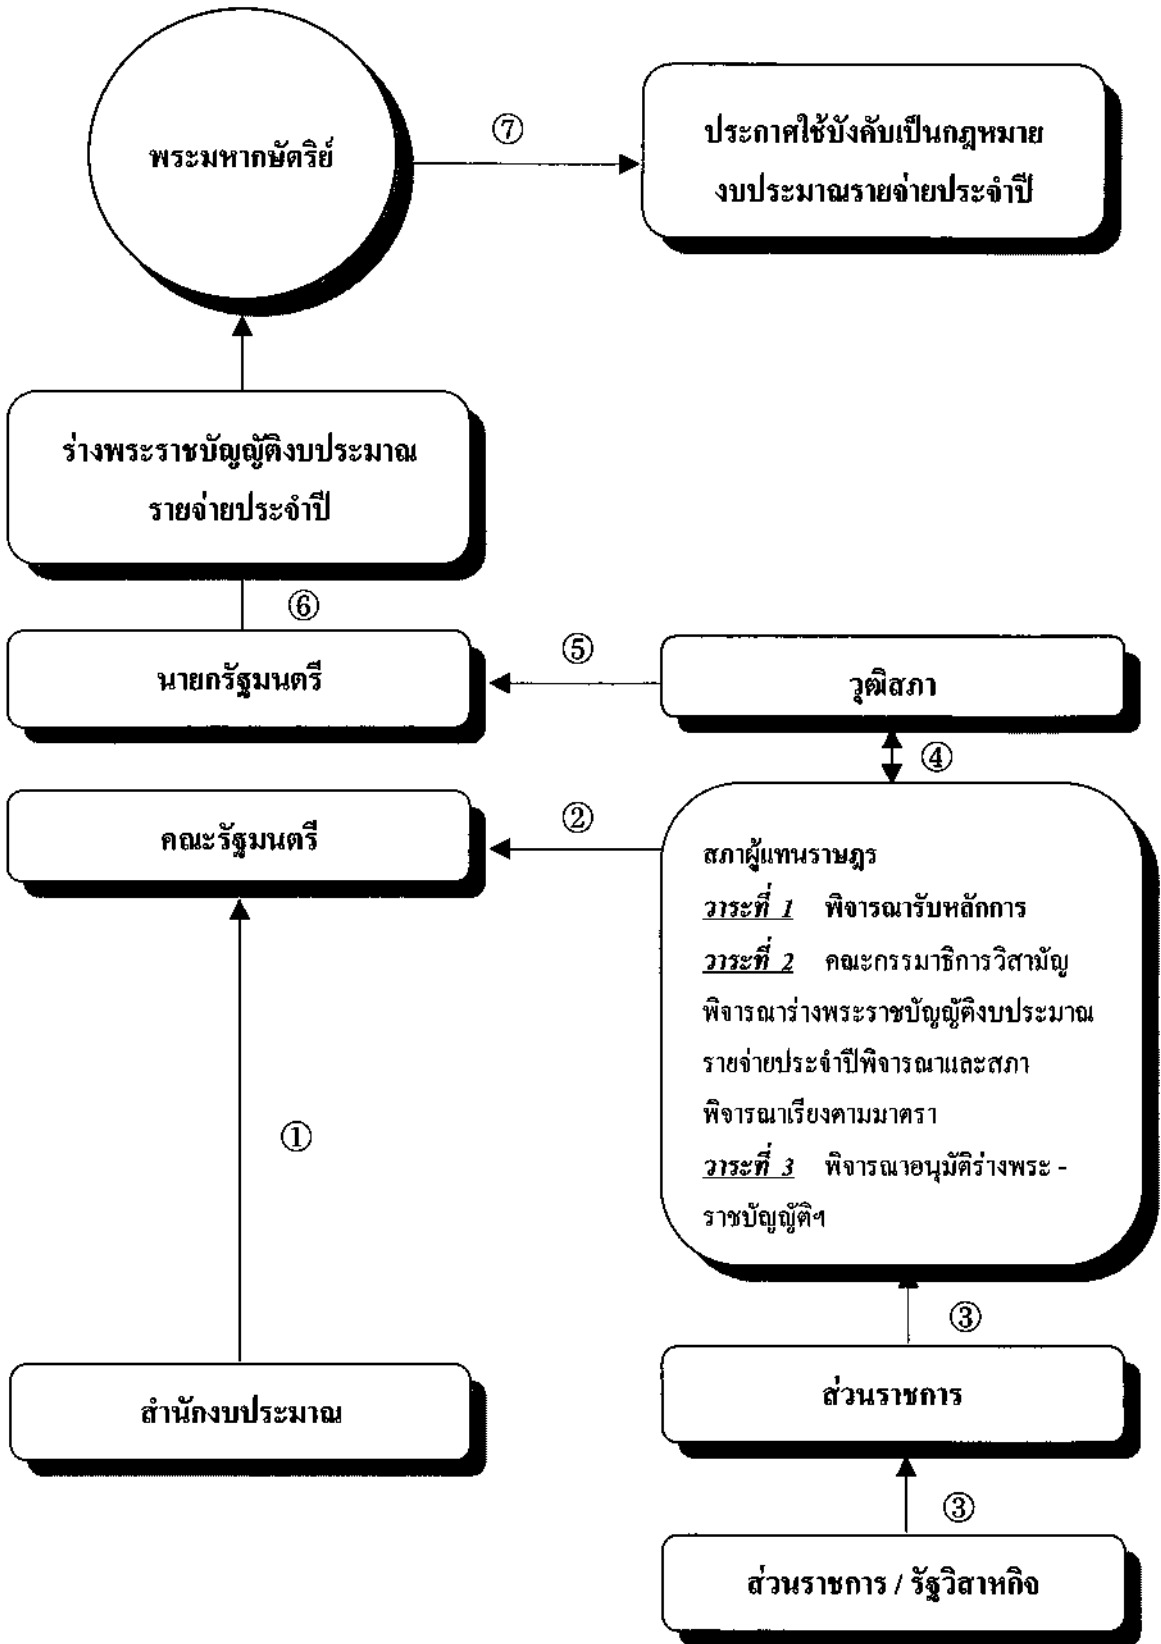 พระมหากษัตริย์
⑦
ประกาศใช้บังคับเป็นกฎหมาย
งบประมาณรายจ่ายประจำปี
ร่างพระราชบัญญัติงบประมาณ
รายจ่ายประจำปี
⑥
นายกรัฐมนตรี
⑤
วุฒิสภา
④
คณะรัฐมนตรี
②
สภาผู้แทนราษฎร
วาระที่ 1 พิจารณารับหลักการ
วาระที่ 2 คณะกรรมาธิการวิสามัญ
พิจารณาร่างพระราชบัญญัติงบประมาณ
รายจ่ายประจำปีพิจารณาและสภา
พิจารณาเรียงตามมาตรา
วาระที่ 3 พิจารณาอนุมัติร่างพระ -
ราชบัญญัติฯ
①
③
สำนักงบประมาณ
ส่วนราชการ
③
ส่วนราชการ / รัฐวิสาหกิจ